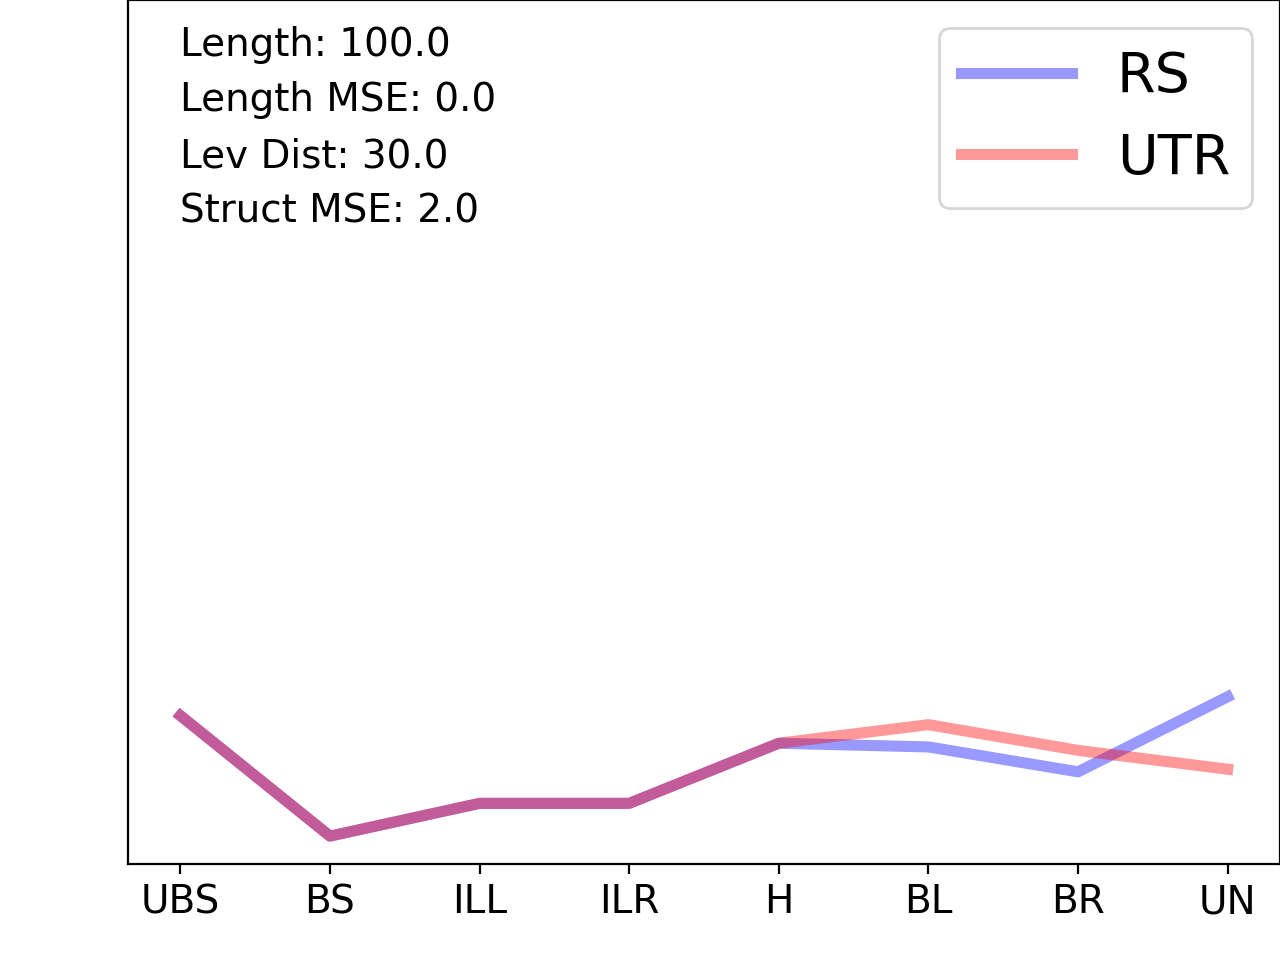 Length: 100.0
Length MSE: 0.0
Lev Dist: 30.0
Struct MSE: 2.0
RS
UTR
UBS BS ILL ILR H BL BR UN